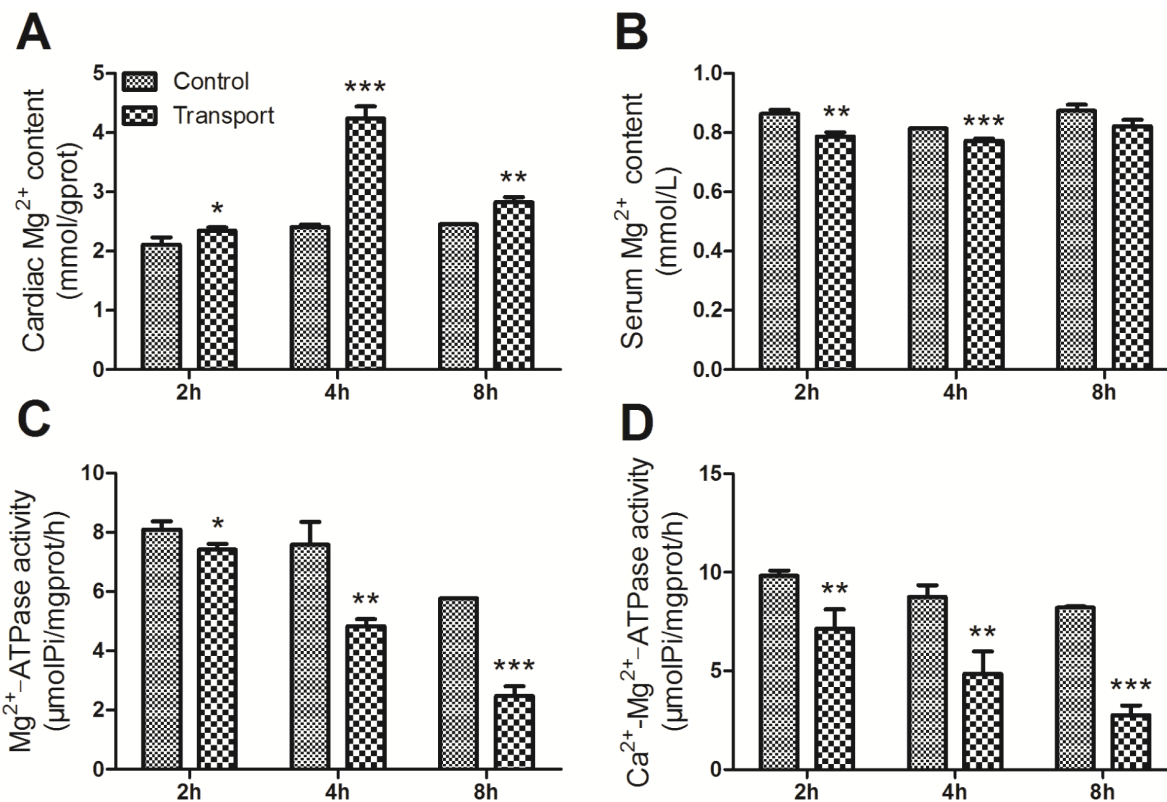 A
Cardiac Mg²⁺ content
(mmol/gprot)
5
4
3
2
1
0
Control
Transport
*
***
**
2h
4h
8h
B
Serum Mg²⁺ content
(mmol/L)
1.0
0.8
0.6
0.4
0.2
0.0
**
***
2h
4h
8h
C
Mg²⁺−ATPase activity
(μmolPi/mgprot/h)
10
8
6
4
2
0
*
**
***
2h
4h
8h
D
Ca²⁺-Mg²⁺−ATPase activity
(μmolPi/mgprot/h)
15
10
5
0
**
**
***
2h
4h
8h